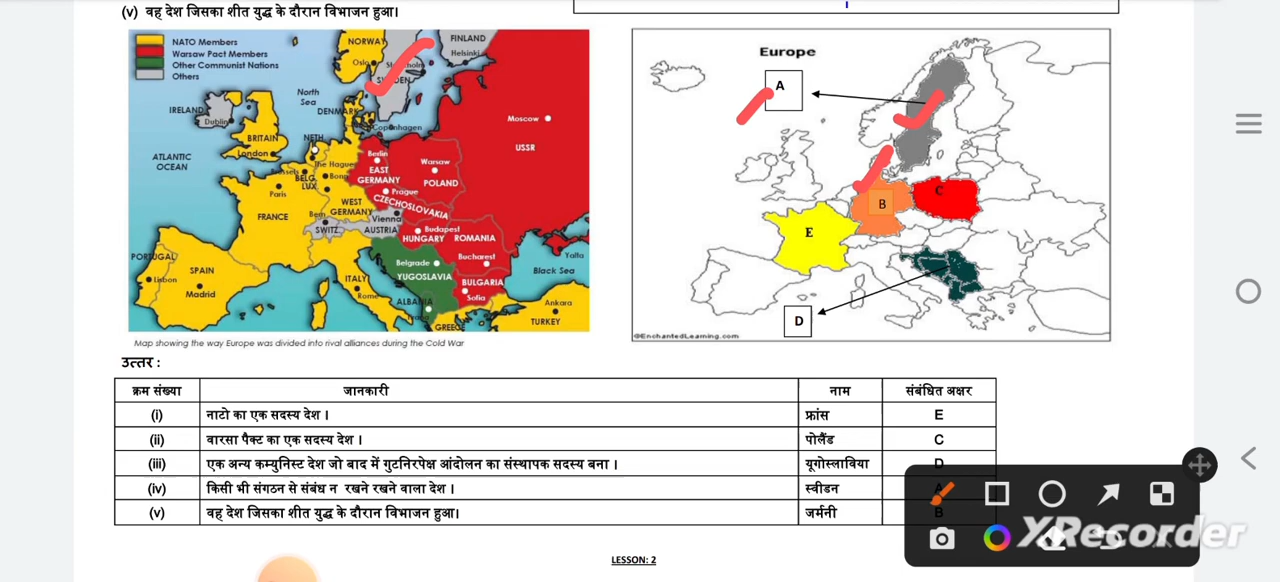 (v) वह देश जिसका शीत युद्ध के दौरान विभाजन हुआ।
NATO Members
Warsaw Pact Members
Other Communist Nations
Others
NORWAY
Oslo
FINLAND
Helsinki
North
Sea
IRELAND
Dublin
DENMARK
Copenhagen
Moscow
USSR
BRITAIN
London
NETH
The Hague
Berlin
EAST
GERMANY
Warsaw
POLAND
ATLANTIC
OCEAN
BELG
Bonn
LUX
Paris
Prague
CZECHOSLOVAKIA
FRANCE
WEST
GERMANY
Bern
SWITZ
Vienna
AUSTRIA
Budapest
HUNGARY
ROMANIA
PORTUGAL
Lisbon
SPAIN
Madrid
ITALY
Rome
Belgrade
YUGOSLAVIA
Bucharest
BULGARIA
Sofia
Yalta
Black Sea
ALBANIA
GREECE
Ankara
TURKEY
Map showing the way Europe was divided into rival alliances during the Cold War
Europe
A
B
C
E
D
©EnchantedLearning.com
उत्तर :
क्रम संख्या जानकारी नाम संबंधित अक्षर
(i) नाटो का एक सदस्य देश । फ्रांस E
(ii) वारसा पैक्ट का एक सदस्य देश । पोलैंड C
(iii) एक अन्य कम्युनिस्ट देश जो बाद में गुटनिरपेक्ष आंदोलन का संस्थापक सदस्य बना । यूगोस्लाविया D
(iv) किसी भी संगठन से संबंध न रखने रखने वाला देश । स्वीडन A
(v) वह देश जिसका शीत युद्ध के दौरान विभाजन हुआ। जर्मनी B
XRecorder
LESSON: 2